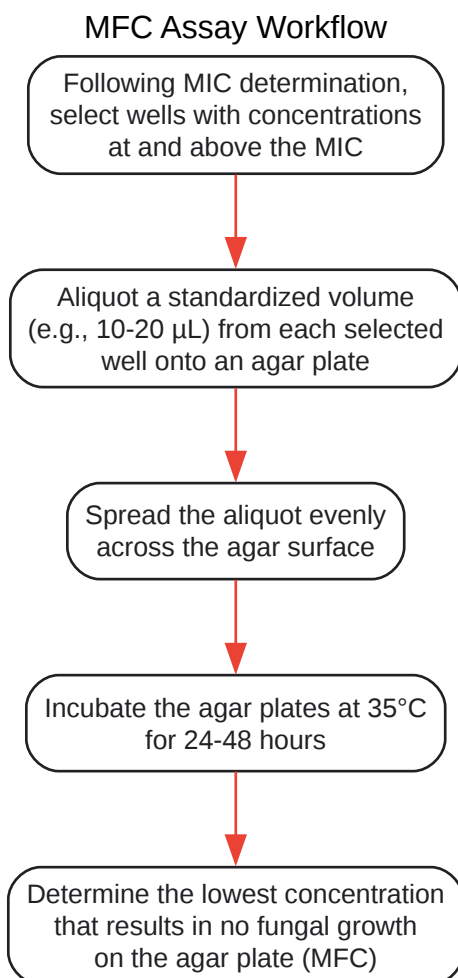 MFC Assay Workflow
Following MIC determination,
select wells with concentrations
at and above the MIC
Aliquot a standardized volume
(e.g., 10-20 µL) from each selected
well onto an agar plate
Spread the aliquot evenly
across the agar surface
Incubate the agar plates at 35°C
for 24-48 hours
Determine the lowest concentration
that results in no fungal growth
on the agar plate (MFC)